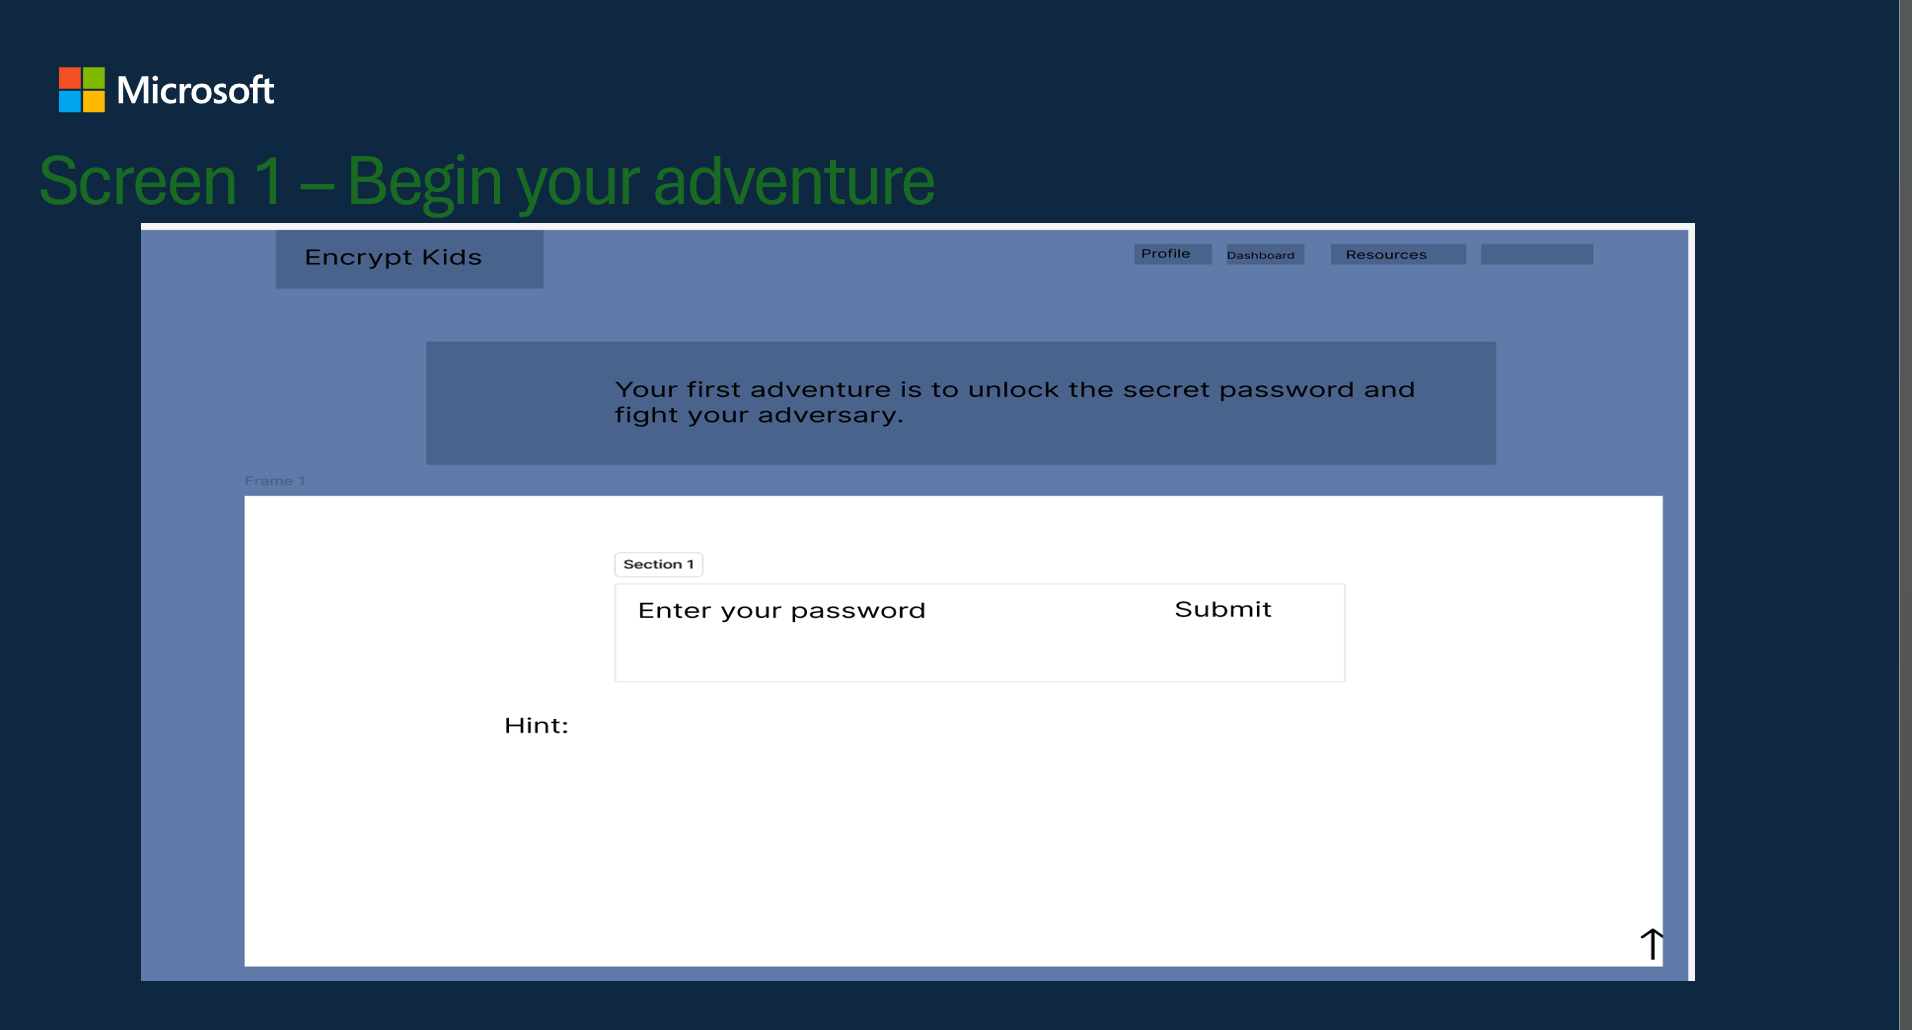 Microsoft
Screen 1 – Begin your adventure
Encrypt Kids
Profile
Dashboard
Resources
Your first adventure is to unlock the secret password and
fight your adversary.
Frame 1
Section 1
Enter your password
Submit
Hint: